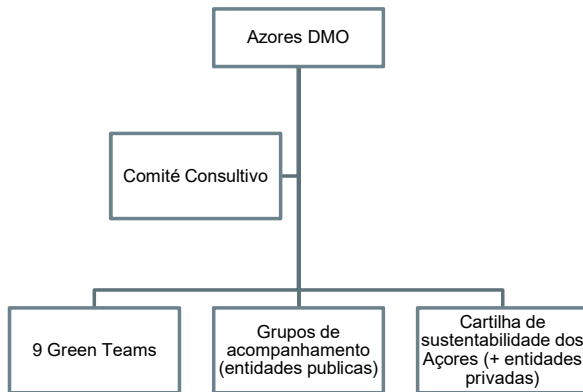 Azores DMO
Comité Consultivo
9 Green Teams
Grupos de
acompanhamento
(entidades publicas)
Cartilha de
sustentabilidade dos
Açores (+ entidades
privadas)